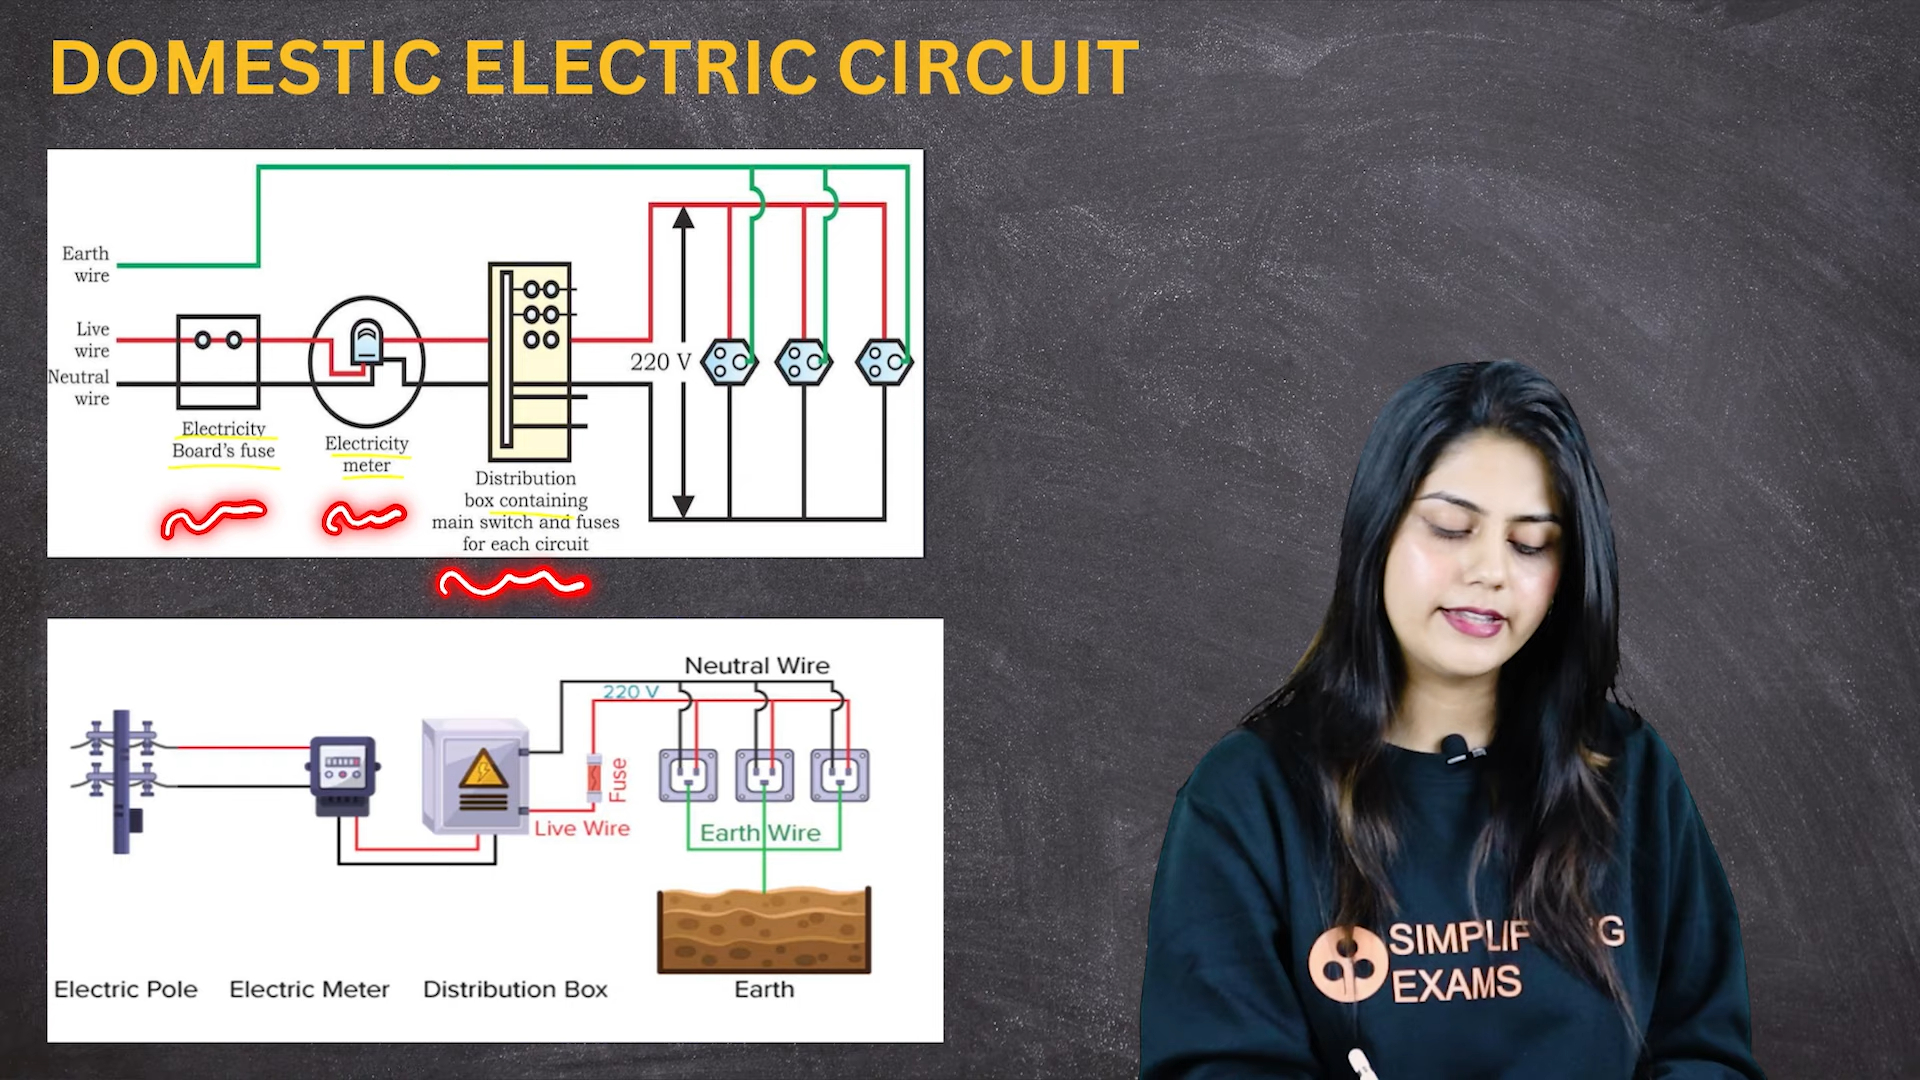 DOMESTIC ELECTRIC CIRCUIT
Earth
wire
Live
wire
Neutral
wire
220 V
Electricity
Board's fuse
Electricity
meter
Distribution
box containing
main switch and fuses
for each circuit
Neutral Wire
220 V
Fuse
Live Wire
Earth Wire
Electric Pole
Electric Meter
Distribution Box
Earth
EXAMS